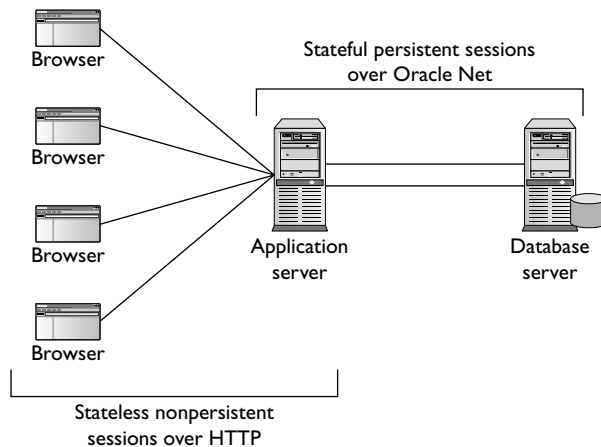 Browser
Stateful persistent sessions
over Oracle Net
Browser
Browser
Application
server
Database
server
Browser
Stateless nonpersistent
sessions over HTTP